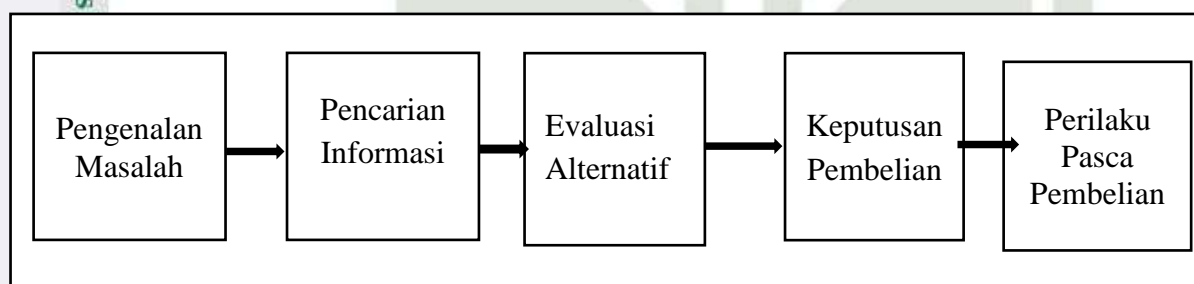 Pengenalan
Masalah
Pencarian
Informasi
Evaluasi
Alternatif
Keputusan
Pembelian
Perilaku
Pasca
Pembelian